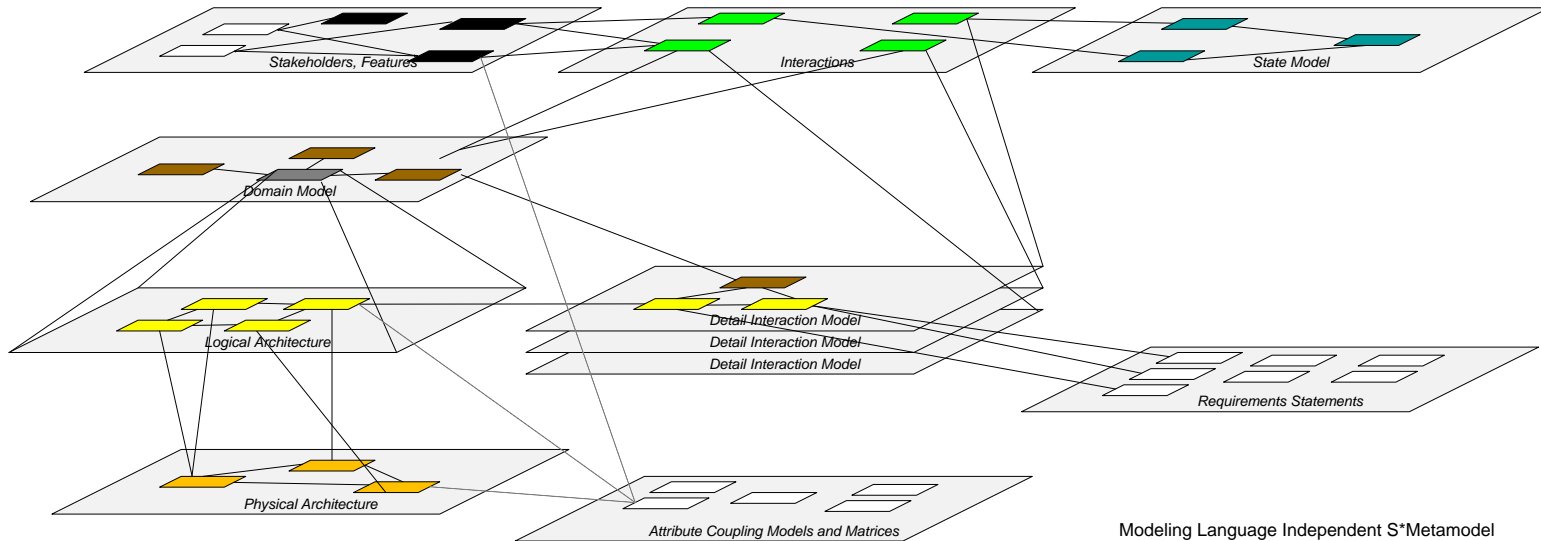 Stakeholders, Features
Interactions
State Model
Domain Model
Logical Architecture
Detail Interaction Model
Detail Interaction Model
Detail Interaction Model
Requirements Statements
Physical Architecture
Attribute Coupling Models and Matrices
Modeling Language Independent S*Metamodel